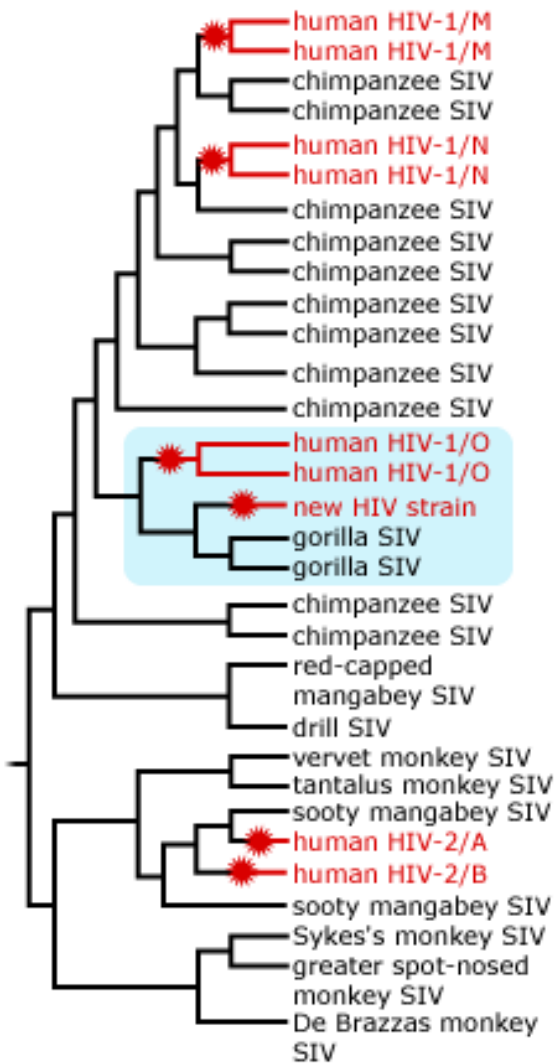 human HIV-1/M
human HIV-1/M
chimpanzee SIV
chimpanzee SIV
human HIV-1/N
human HIV-1/N
chimpanzee SIV
chimpanzee SIV
chimpanzee SIV
chimpanzee SIV
chimpanzee SIV
chimpanzee SIV
chimpanzee SIV
human HIV-1/O
human HIV-1/O
new HIV strain
gorilla SIV
gorilla SIV
chimpanzee SIV
chimpanzee SIV
red-capped
mangabey SIV
drill SIV
vervet monkey SIV
tantalus monkey SIV
sooty mangabey SIV
human HIV-2/A
human HIV-2/B
sooty mangabey SIV
Sykes's monkey SIV
greater spot-nosed
monkey SIV
De Brazzas monkey
SIV